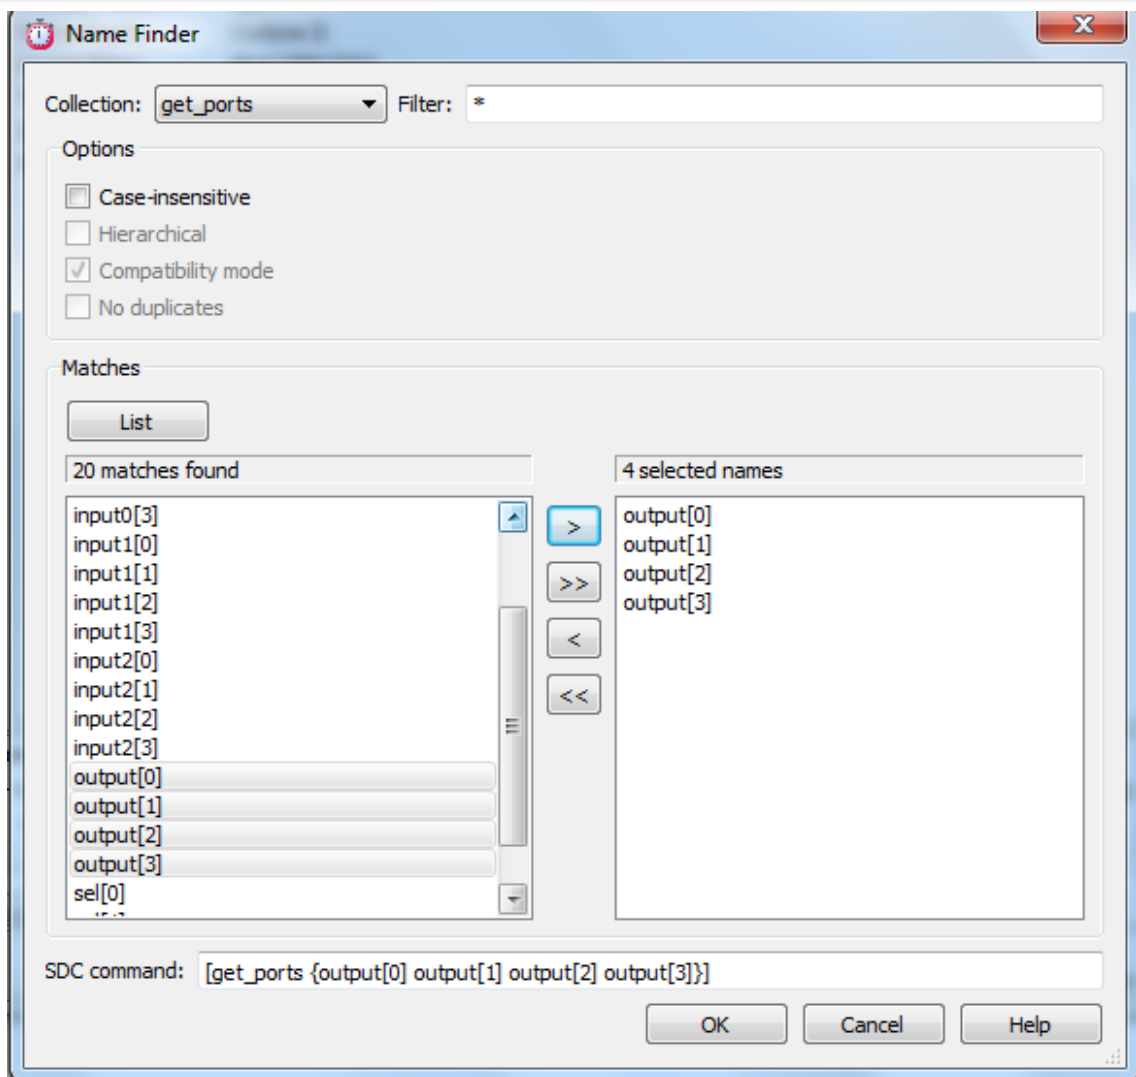 Name Finder
Collection: get_ports Filter: *
Options
Case-insensitive
Hierarchical
Compatibility mode
No duplicates
Matches
List
20 matches found
4 selected names
input0[3]
input1[0]
input1[1]
input1[2]
input1[3]
input2[0]
input2[1]
input2[2]
input2[3]
output[0]
output[1]
output[2]
output[3]
sel[0]
>
>>
<
<<
output[0]
output[1]
output[2]
output[3]
SDC command: [get_ports {output[0] output[1] output[2] output[3]}]
OK Cancel Help